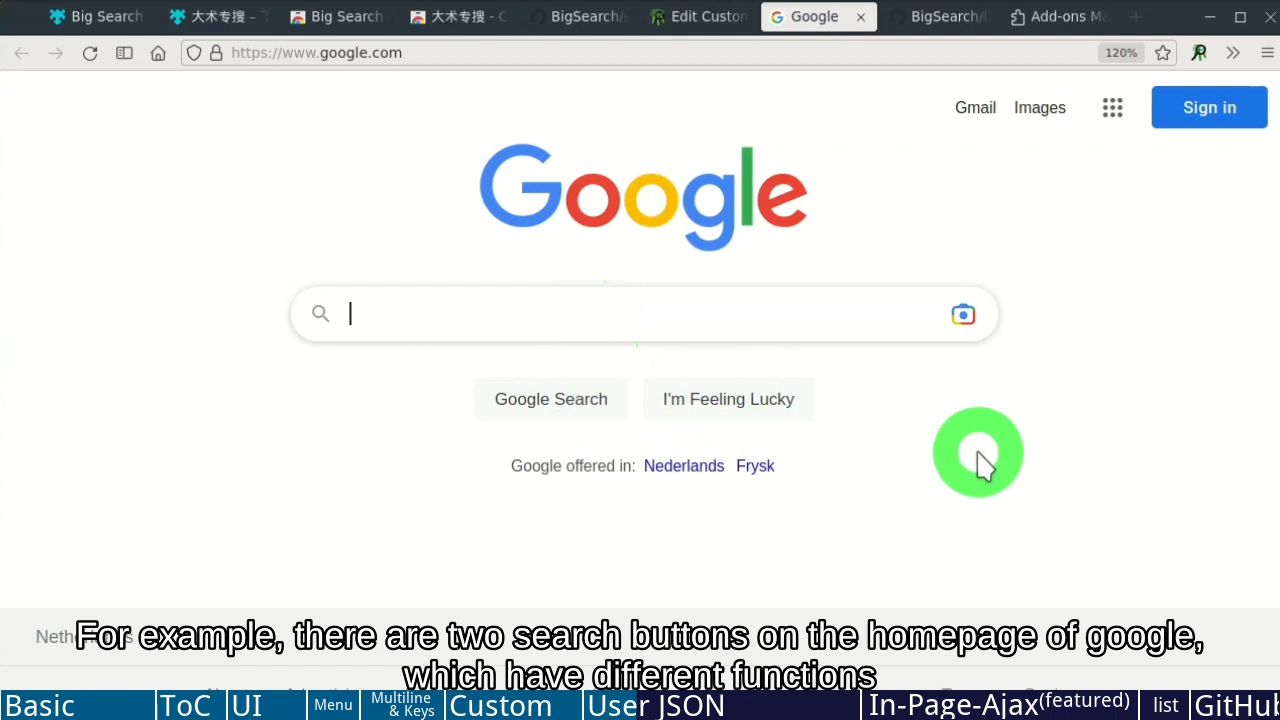 Big Search
大术专搜 -
Big Search
大术专搜 - C
BigSearch/
Edit Custom
Google
BigSearch/
Add-ons Ma
https://www.google.com
120%
Gmail
Images
Sign in
Google
Google Search
I'm Feeling Lucky
Google offered in: Nederlands Frysk
For example, there are two search buttons on the homepage of google,
which have different functions
Basic
ToC
UI
Menu
Multiline
& Keys
Custom
User JSON
In-Page-Ajax(featured)
list
GitHub